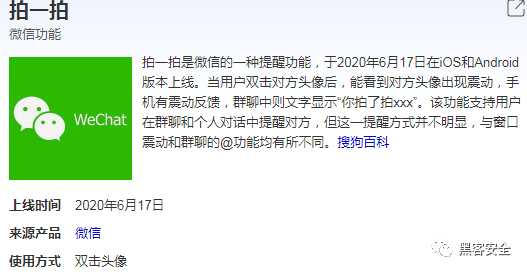 拍一拍
微信功能
WeChat
拍一拍是微信的一种提醒功能，于2020年6月17日在iOS和Android
版本上线。当用户双击对方头像后，能看到对方头像出现震动，手
机有震动反馈，群聊中则文字显示“你拍了拍xxx”。该功能支持用户
在群聊和个人对话中提醒对方，但这一提醒方式并不明显，与窗口
震动和群聊的@功能均有所不同。搜狗百科
上线时间 2020年6月17日
来源产品 微信
使用方式 双击头像
黑客安全